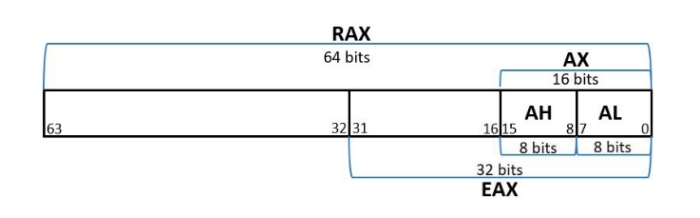 RAX
64 bits
AX
16 bits
AH AL
63 32 31 16 15 8 7 0
8 bits 8 bits
32 bits
EAX